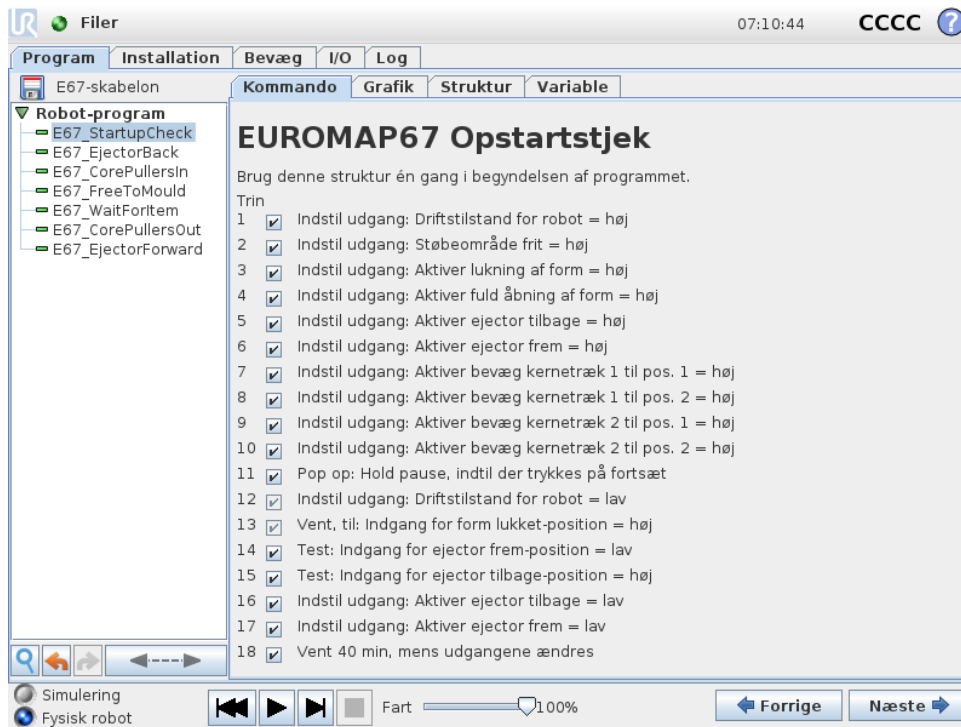 UR Filer 07:10:44 CCCC ?
Program Installation Bevæg I/O Log
E67-skabelon Kommando Grafik Struktur Variable
Robot-program
E67_StartupCheck
E67_EjectorBack
E67_CorePullersIn
E67_FreeToMould
E67_WaitForItem
E67_CorePullersOut
E67_EjectorForward
EUROMAP67 Opstartstjek
Brug denne struktur én gang i begyndelsen af programmet.
Trin
1 Indstil udgang: Driftstilstand for robot = høj
2 Indstil udgang: Støbeområde frit = høj
3 Indstil udgang: Aktiver lukning af form = høj
4 Indstil udgang: Aktiver fuld åbning af form = høj
5 Indstil udgang: Aktiver ejector tilbage = høj
6 Indstil udgang: Aktiver ejector frem = høj
7 Indstil udgang: Aktiver bevæg kernetræk 1 til pos. 1 = høj
8 Indstil udgang: Aktiver bevæg kernetræk 1 til pos. 2 = høj
9 Indstil udgang: Aktiver bevæg kernetræk 2 til pos. 1 = høj
10 Indstil udgang: Aktiver bevæg kernetræk 2 til pos. 2 = høj
11 Pop op: Hold pause, indtil der trykkes på fortsæt
12 Indstil udgang: Driftstilstand for robot = lav
13 Vent, til: Indgang for form lukket-position = høj
14 Test: Indgang for ejector frem-position = lav
15 Test: Indgang for ejector tilbage-position = høj
16 Indstil udgang: Aktiver ejector tilbage = lav
17 Indstil udgang: Aktiver ejector frem = lav
18 Vent 40 min, mens udgangene ændres
Simulering
Fysisk robot
Fart 100%
Forrige Næste